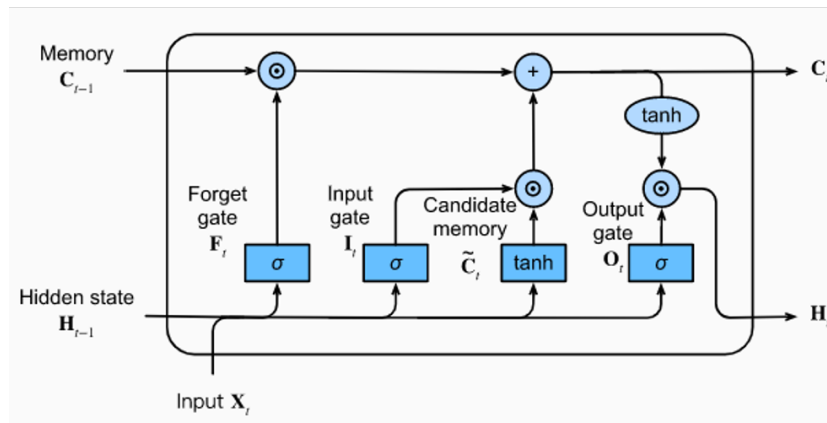 Memory
C_{t−1}
⊙
+
C_t
tanh
⊙
⊙
Forget
gate
F_t
Input
gate
I_t
Candidate
memory
C̃_t
Output
gate
O_t
σ
σ
tanh
σ
Hidden state
H_{t−1}
H_t
Input X_t